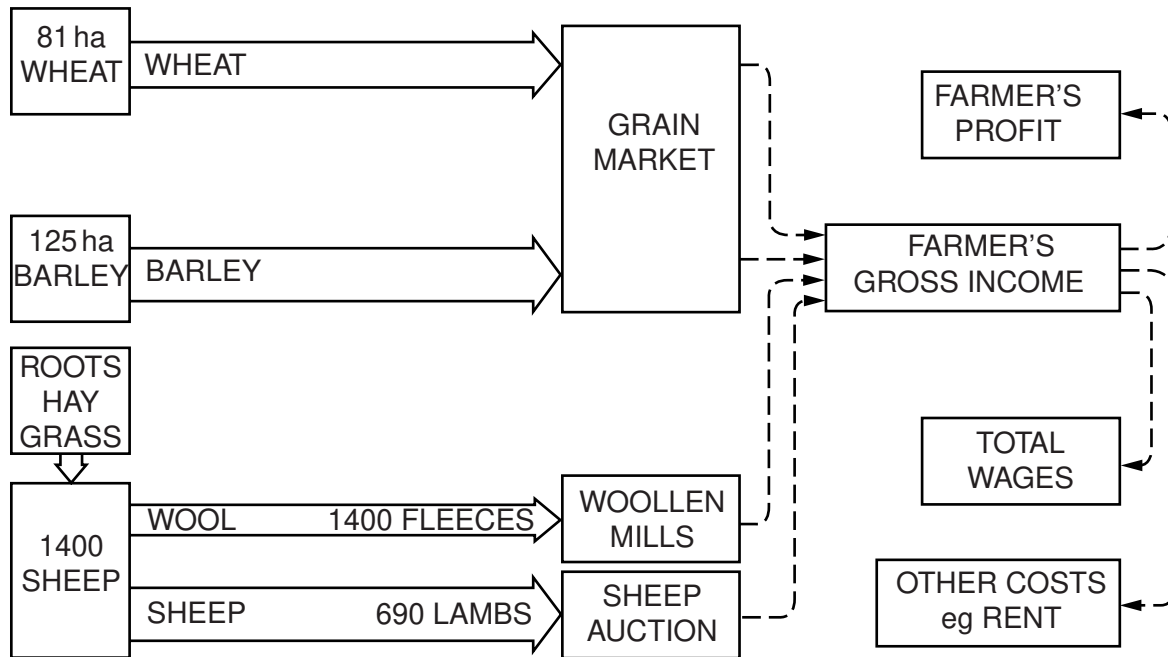 81 ha
WHEAT
WHEAT
GRAIN
MARKET
FARMER'S
PROFIT
125 ha
BARLEY
BARLEY
FARMER'S
GROSS INCOME
ROOTS
HAY
GRASS
TOTAL
WAGES
1400
SHEEP
WOOL 1400 FLEECES
WOOLLEN
MILLS
SHEEP 690 LAMBS
SHEEP
AUCTION
OTHER COSTS
eg RENT